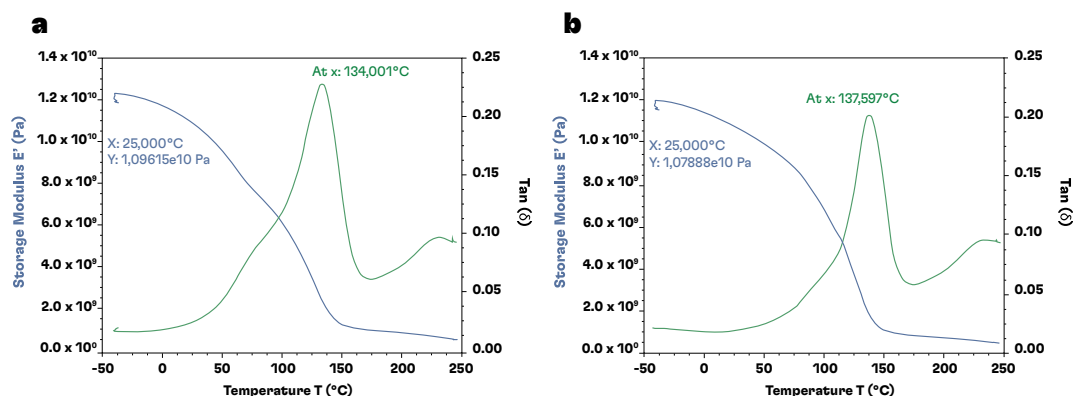 a
1.4 x 10¹⁰
1.2 x 10¹⁰
1.0 x 10¹⁰
8.0 x 10⁹
6.0 x 10⁹
4.0 x 10⁹
2.0 x 10⁹
0.0 x 10⁰
Storage Modulus E' (Pa)
At x: 134,001°C
X: 25,000°C
Y: 1,09615e10 Pa
0.25
0.20
0.15
0.10
0.05
0.00
Tan (δ)
-50 0 50 100 150 200 250
Temperature T (°C)
b
1.4 x 10¹⁰
1.2 x 10¹⁰
1.0 x 10¹⁰
8.0 x 10⁹
6.0 x 10⁹
4.0 x 10⁹
2.0 x 10⁹
0.0 x 10⁰
Storage Modulus E' (Pa)
At x: 137,597°C
X: 25,000°C
Y: 1,07888e10 Pa
0.25
0.20
0.15
0.10
0.05
0.00
Tan (δ)
-50 0 50 100 150 200 250
Temperature T (°C)